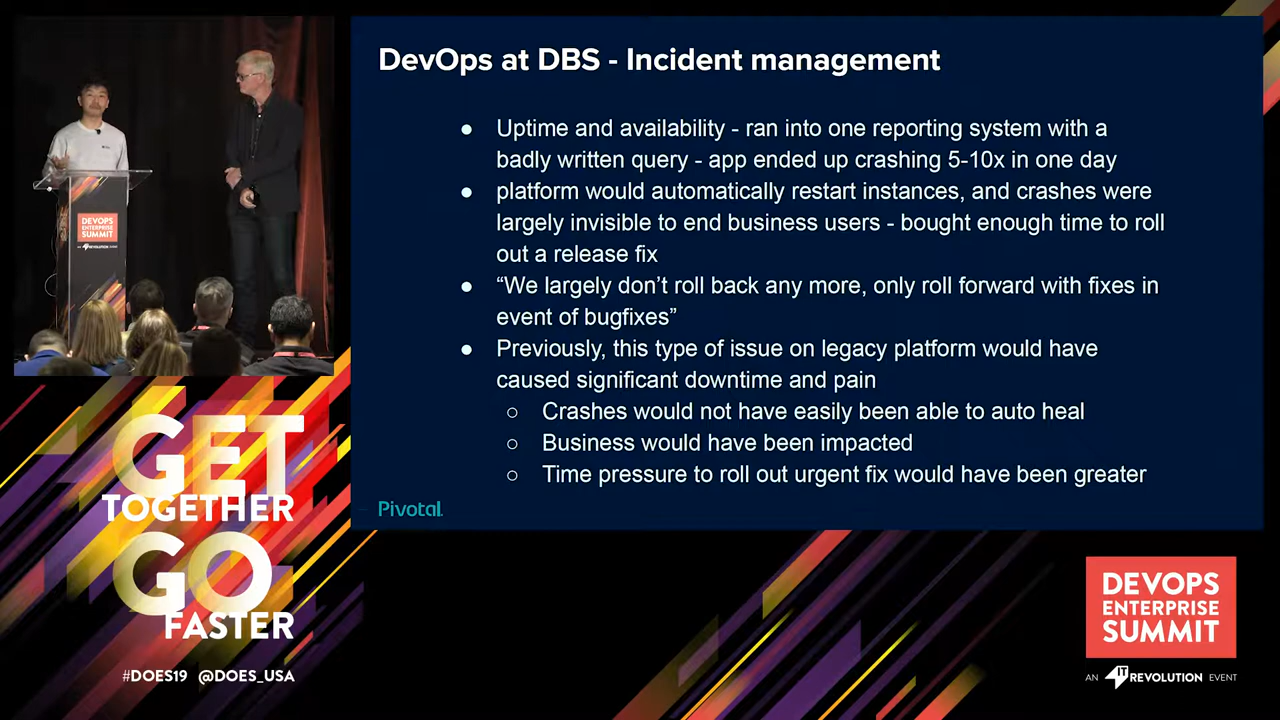 DevOps at DBS - Incident management
● Uptime and availability - ran into one reporting system with a
badly written query - app ended up crashing 5-10x in one day
● platform would automatically restart instances, and crashes were
largely invisible to end business users - bought enough time to roll
out a release fix
● “We largely don’t roll back any more, only roll forward with fixes in
event of bugfixes”
● Previously, this type of issue on legacy platform would have
caused significant downtime and pain
○ Crashes would not have easily been able to auto heal
○ Business would have been impacted
○ Time pressure to roll out urgent fix would have been greater
Pivotal
DEVOPS
ENTERPRISE
SUMMIT
AN IT REVOLUTION EVENT
GET
TOGETHER
GO
FASTER
#DOES19 @DOES_USA
DEVOPS
ENTERPRISE
SUMMIT
AN IT REVOLUTION EVENT